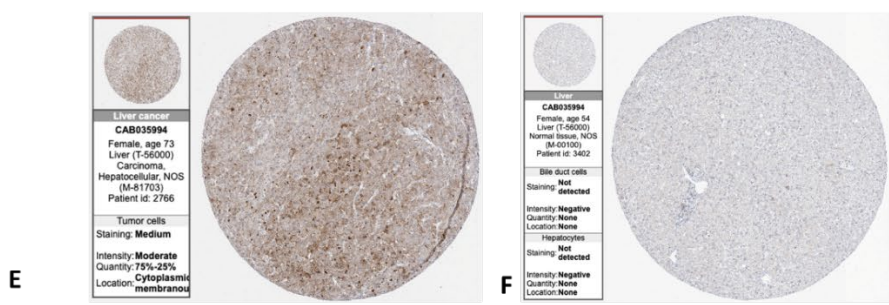 Liver cancer
CAB035994
Female, age 73
Liver (T-56000)
Carcinoma,
Hepatocellular, NOS
(M-81703)
Patient id: 2766
Tumor cells
Staining: Medium
Intensity: Moderate
Quantity: 75%-25%
Location: Cytoplasmic
membranou
E
Liver
CAB035994
Female, age 54
Liver (T-56000)
Normal tissue, NOS
(M-00100)
Patient id: 3402
Bile duct cells
Staining: Not
detected
Intensity: Negative
Quantity: None
Location: None
Hepatocytes
Staining: Not
detected
Intensity: Negative
Quantity: None
Location: None
F